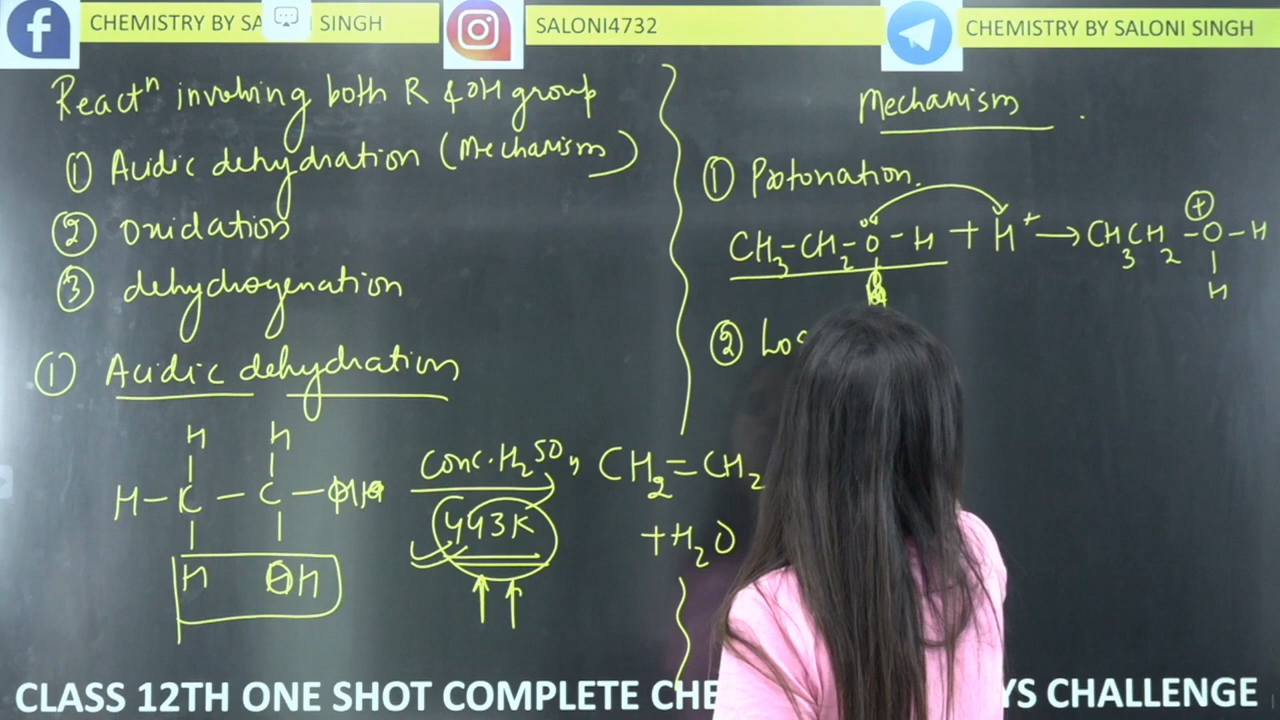 CHEMISTRY BY SA SINGH
SALONI4732
CHEMISTRY BY SALONI SINGH
Reactⁿ involving both R & OH group
① Acidic dehydration (Mechanism)
② oxidation
③ dehydrogenation
① Acidic dehydration
H H
H-C-C-
H OH
Conc. H₂SO₄
443K
CH₂=CH₂
+H₂O
Mechanism
① Protonation.
CH₃-CH₂-O-H + H⁺ → CH₃CH₂-O-H
⊕
H
② Los
CLASS 12TH ONE SHOT COMPLETE CHE YS CHALLENGE